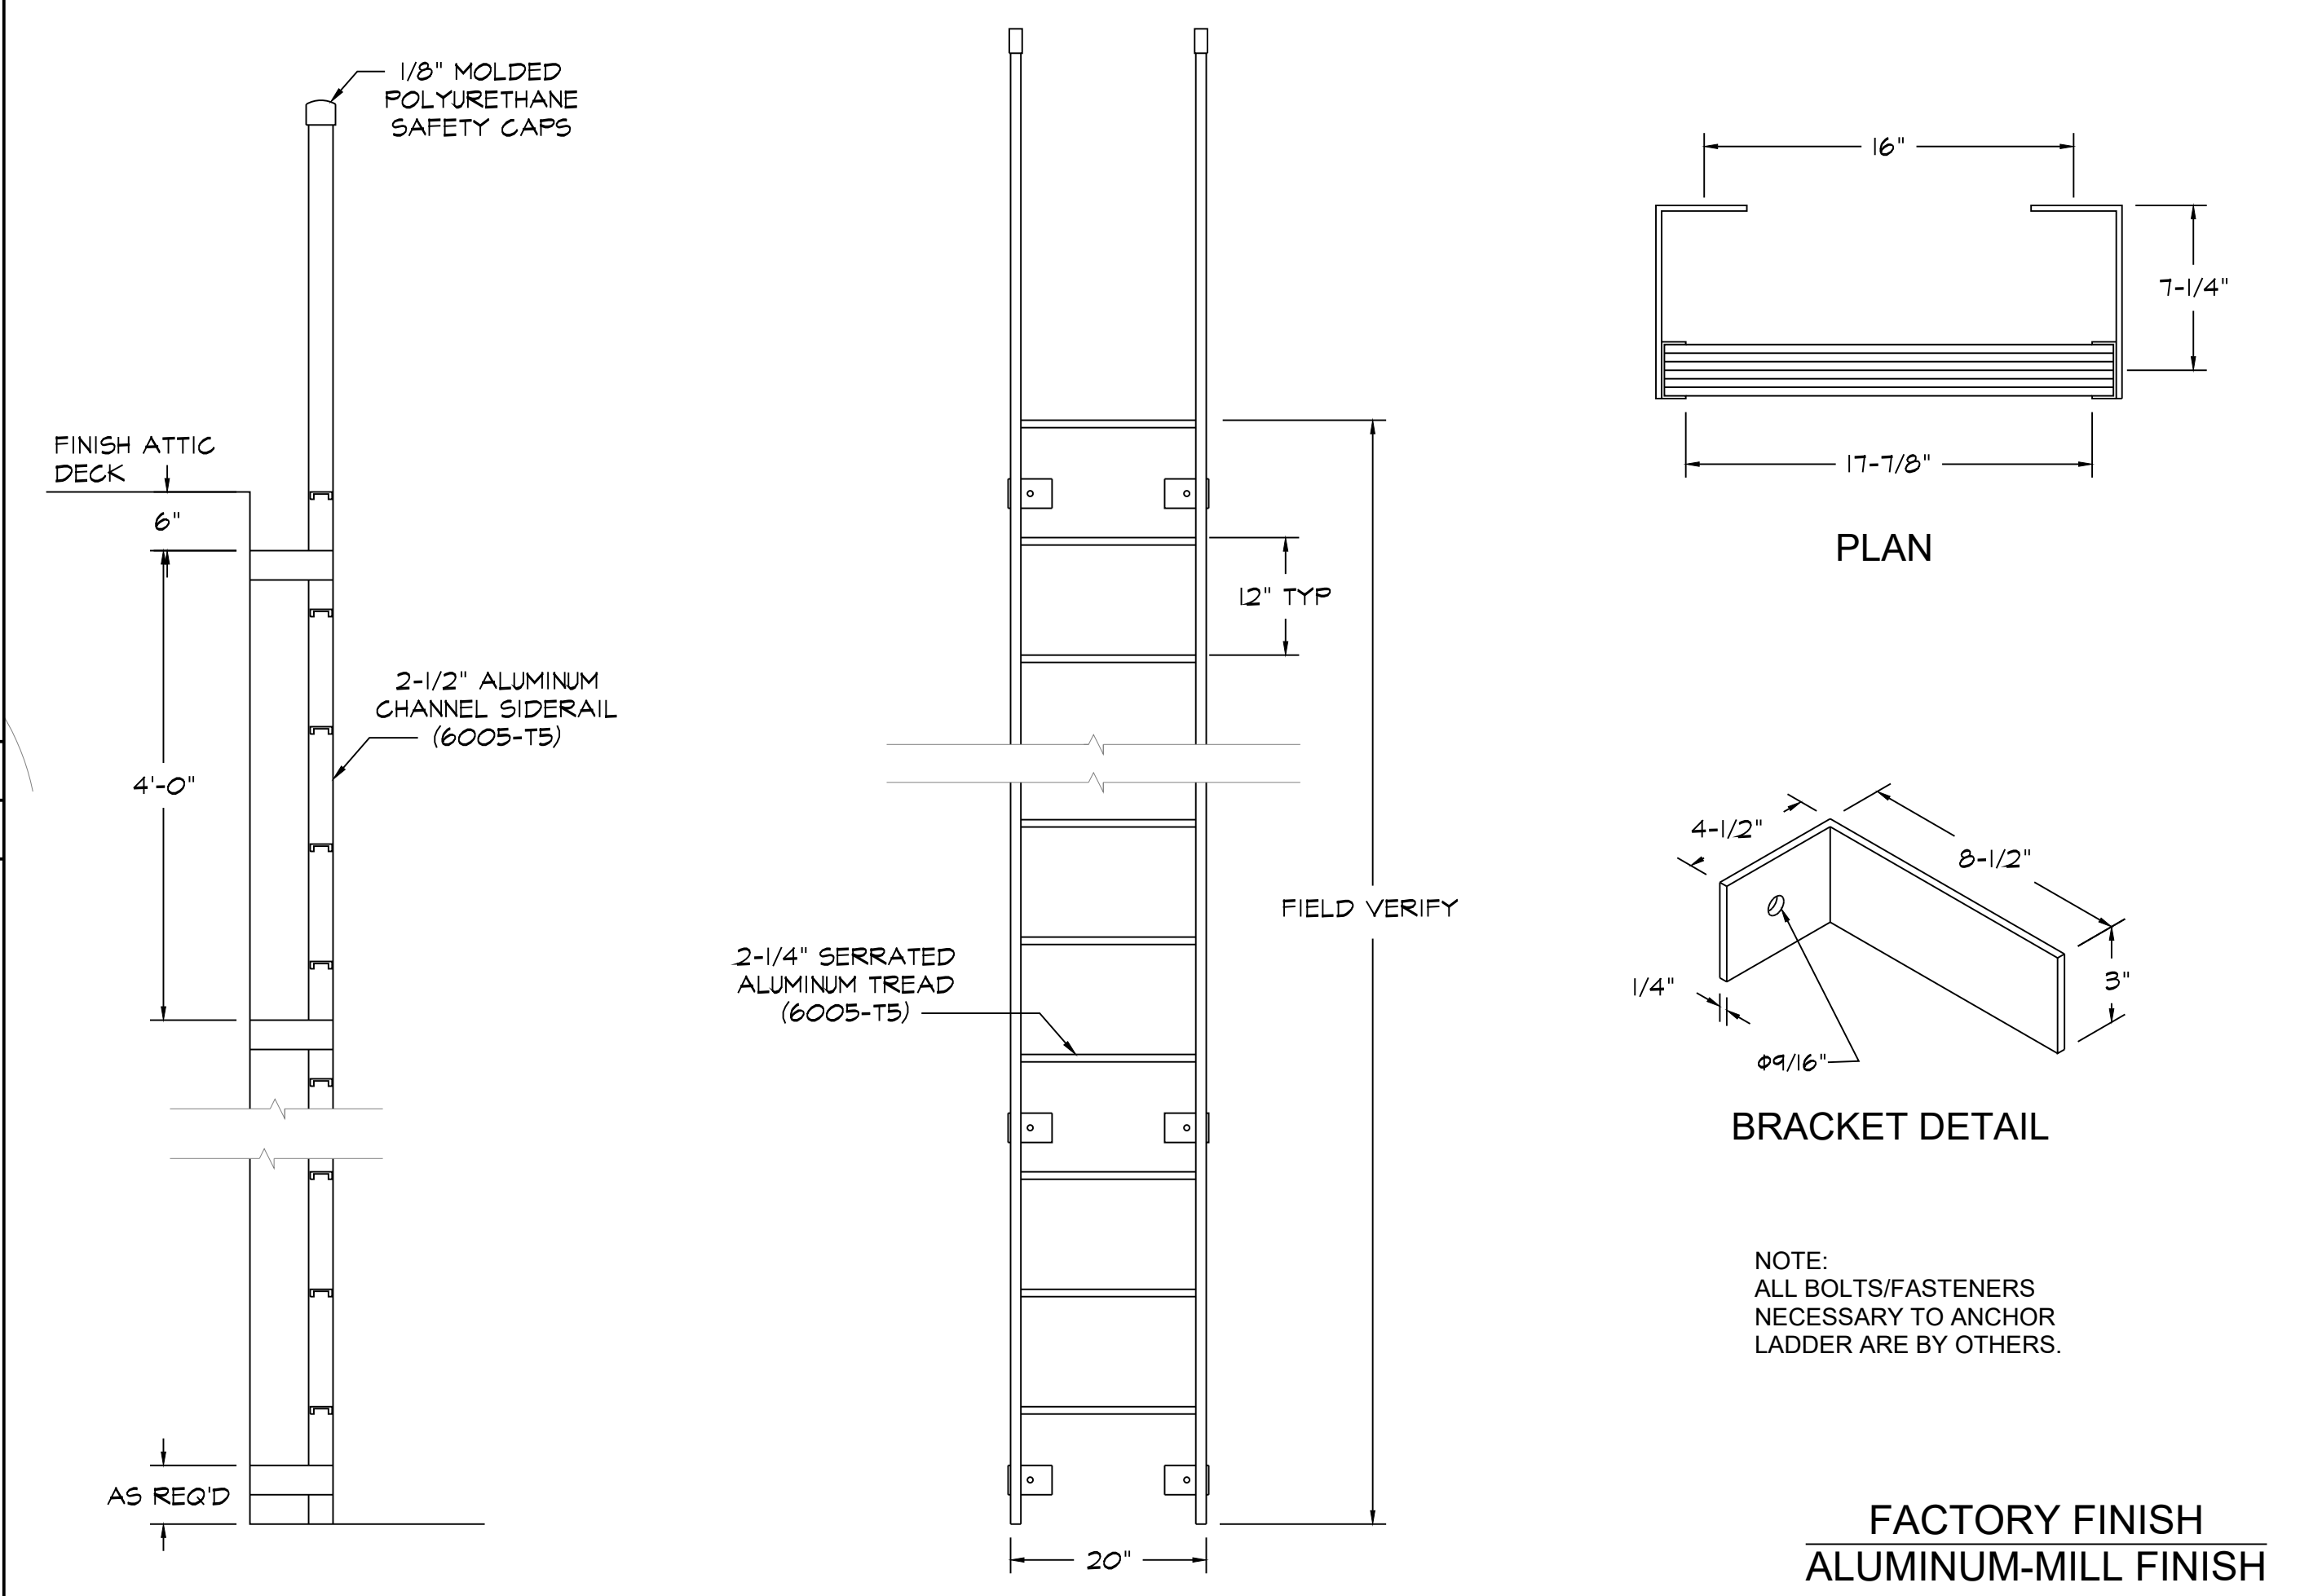 1/8" MOLDED
POLYURETHANE
SAFETY CAPS
FINISH ATTIC
DECK
6"
2-1/2" ALUMINUM
CHANNEL SIDERAIL
(6005-T5)
4'-0"
AS REQ'D
12" TYP
FIELD VERIFY
2-1/4" SERRATED
ALUMINUM TREAD
(6005-T5)
20"
16"
7-1/4"
17-7/8"
PLAN
4-1/2"
8-1/2"
3"
1/4"
Φ9/16"
BRACKET DETAIL
NOTE:
ALL BOLTS/FASTENERS
NECESSARY TO ANCHOR
LADDER ARE BY OTHERS.
FACTORY FINISH
ALUMINUM-MILL FINISH